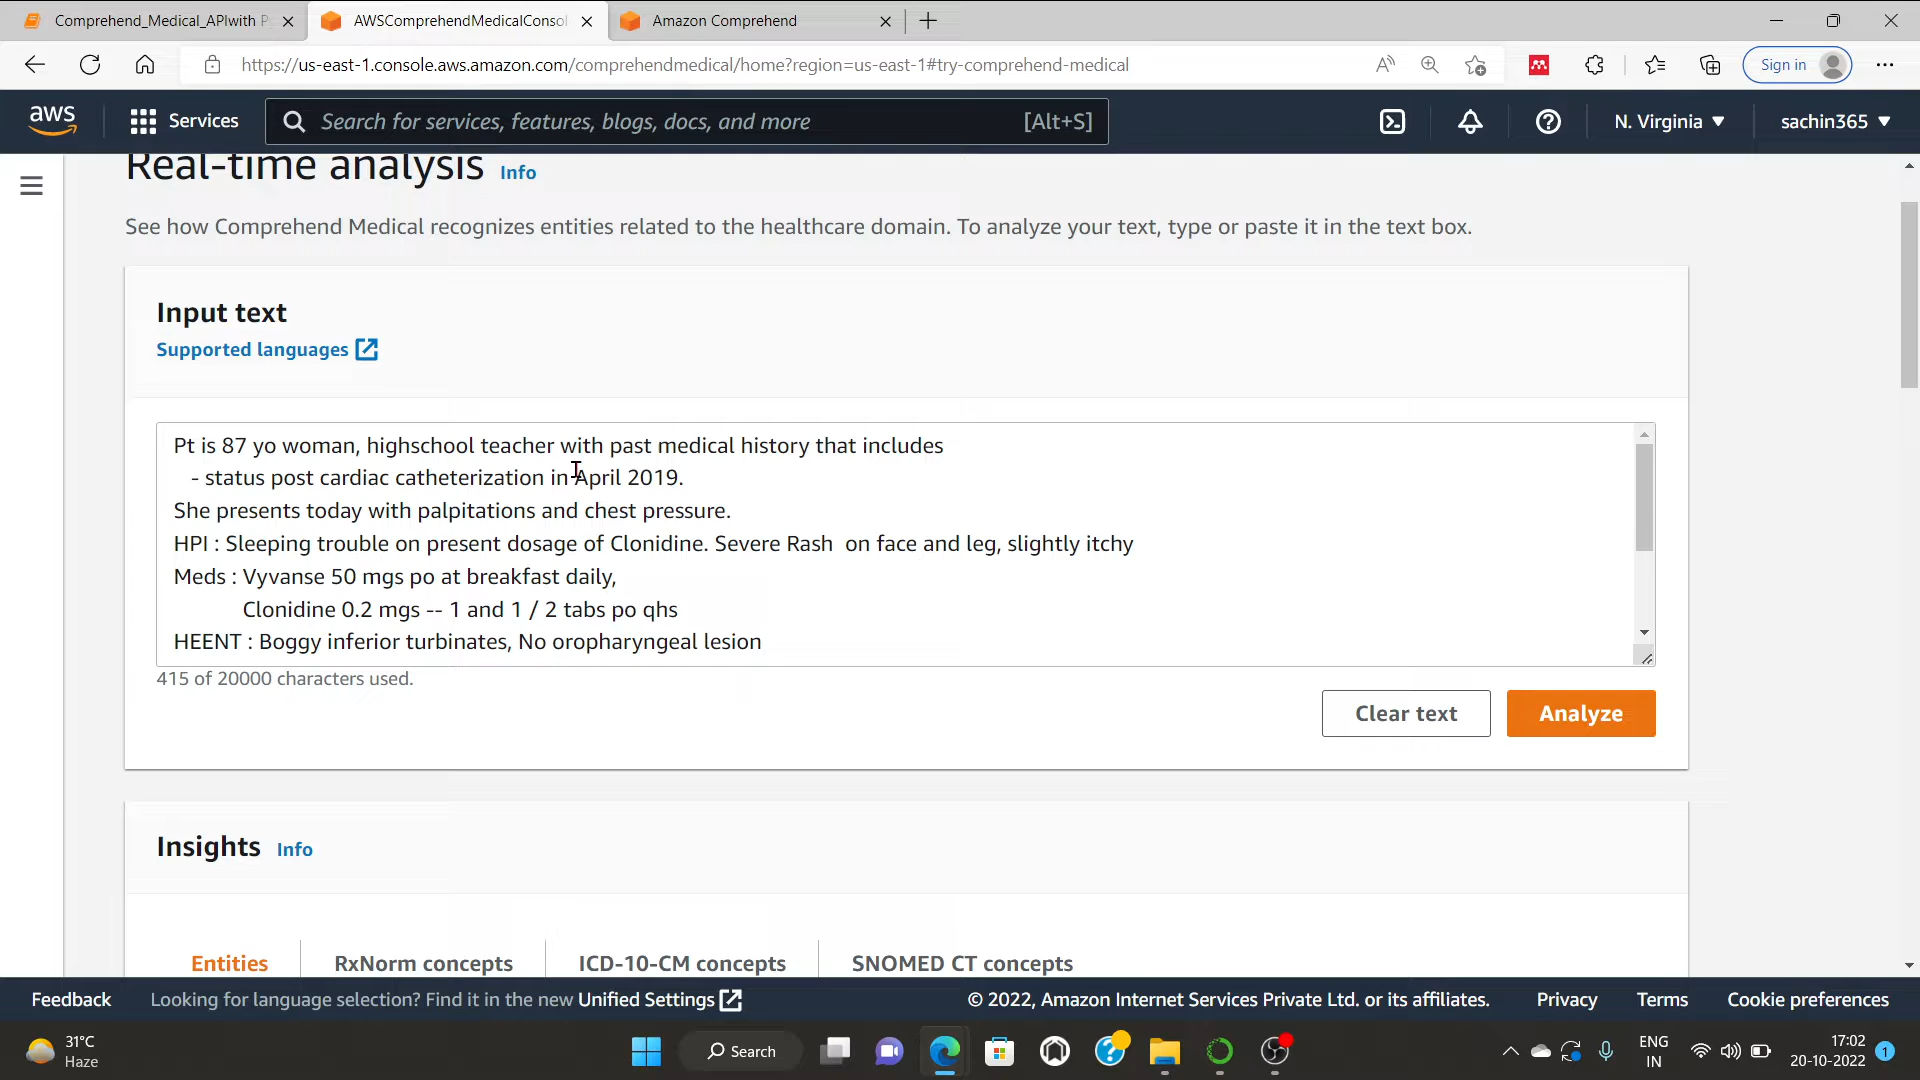 Comprehend_Medical_APIwith P
AWSComprehendMedicalConsol
Amazon Comprehend
https://us-east-1.console.aws.amazon.com/comprehendmedical/home?region=us-east-1#try-comprehend-medical
Sign in
aws
Services
Search for services, features, blogs, docs, and more
[Alt+S]
N. Virginia
sachin365
Real-time analysis Info
See how Comprehend Medical recognizes entities related to the healthcare domain. To analyze your text, type or paste it in the text box.
Input text
Supported languages
Pt is 87 yo woman, highschool teacher with past medical history that includes
- status post cardiac catheterization in April 2019.
She presents today with palpitations and chest pressure.
HPI : Sleeping trouble on present dosage of Clonidine. Severe Rash  on face and leg, slightly itchy
Meds : Vyvanse 50 mgs po at breakfast daily,
Clonidine 0.2 mgs -- 1 and 1 / 2 tabs po qhs
HEENT : Boggy inferior turbinates, No oropharyngeal lesion
415 of 20000 characters used.
Clear text
Analyze
Insights Info
Entities
RxNorm concepts
ICD-10-CM concepts
SNOMED CT concepts
Feedback
Looking for language selection? Find it in the new Unified Settings
© 2022, Amazon Internet Services Private Ltd. or its affiliates.
Privacy
Terms
Cookie preferences
31°C
Haze
Search
ENG
IN
17:02
20-10-2022
1